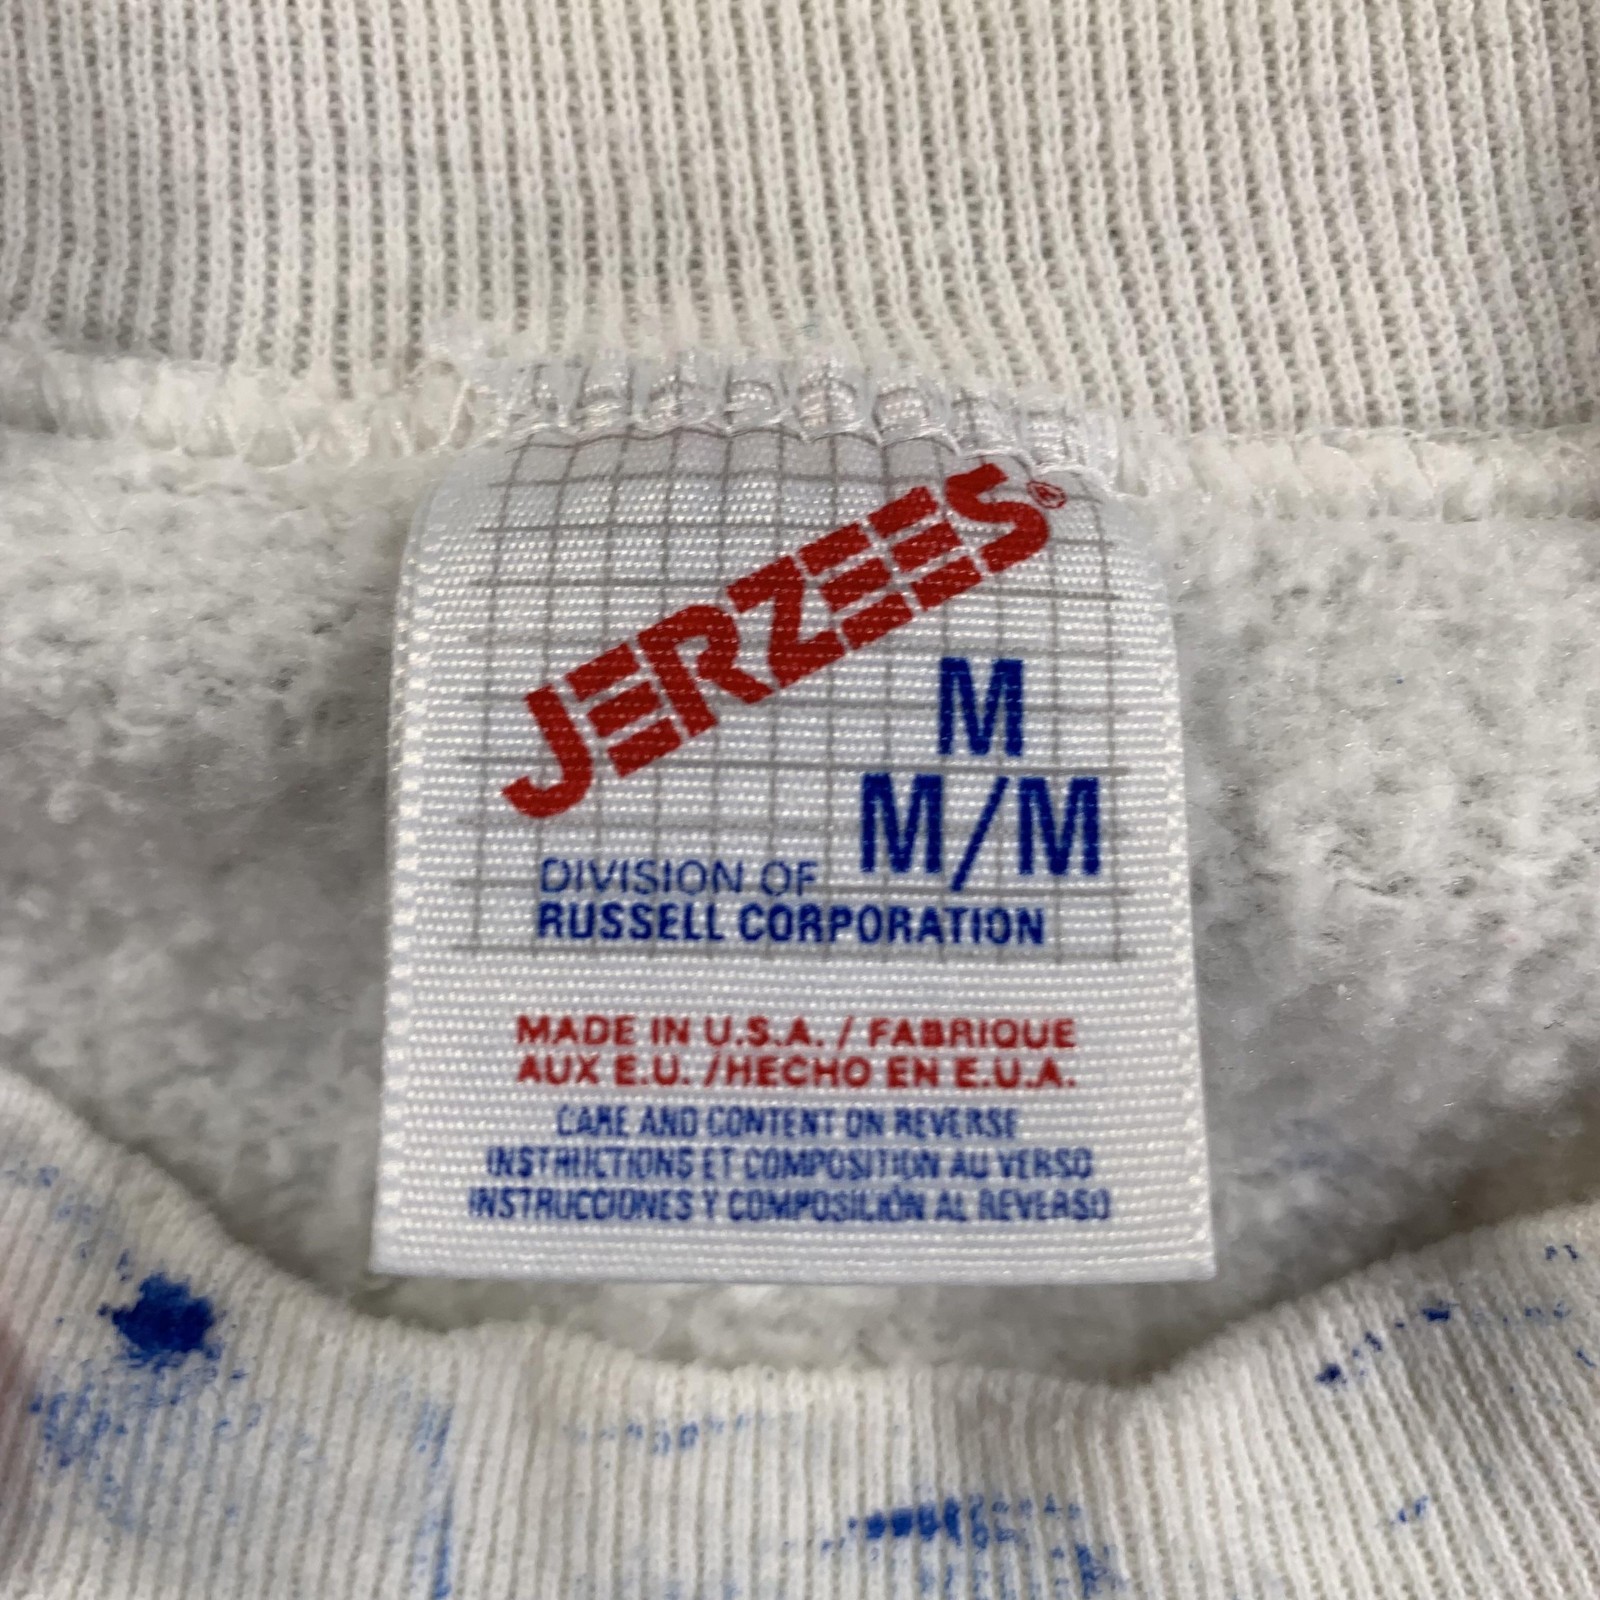 JERZEES®
M
M/M
DIVISION OF
RUSSELL CORPORATION
MADE IN U.S.A. / FABRIQUE
AUX E.U. /HECHO EN E.U.A.
CARE AND CONTENT ON REVERSE
INSTRUCTIONS ET COMPOSITION AU VERSO
INSTRUCCIONES Y COMPOSICIÓN AL REVERSO